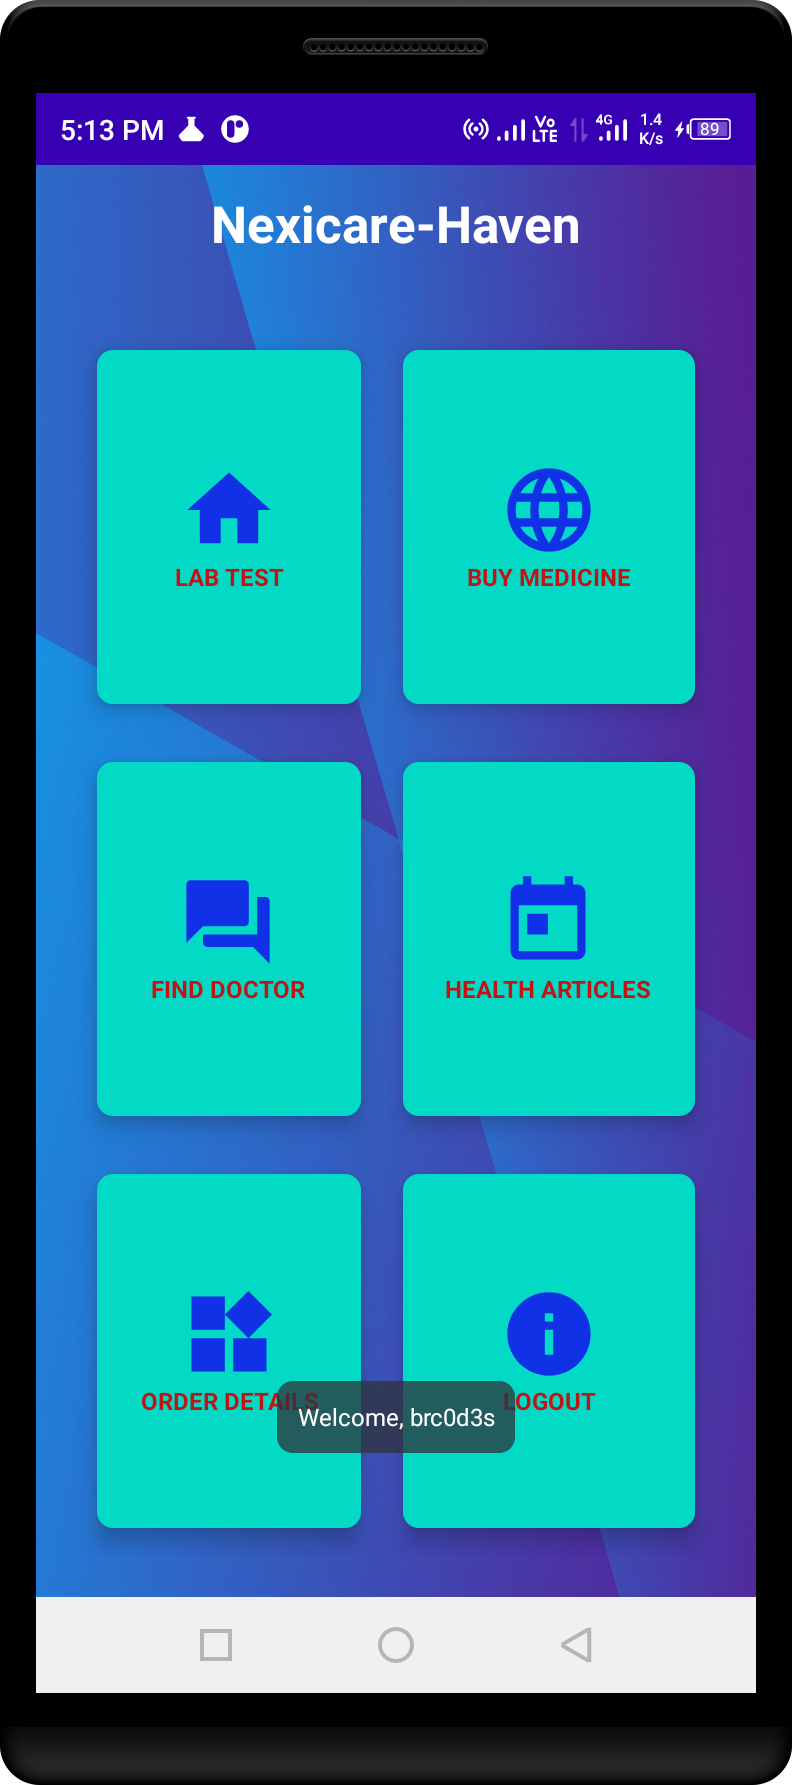 5:13 PM
Vo
LTE
4G
1.4
K/s
89
Nexicare-Haven
LAB TEST
BUY MEDICINE
FIND DOCTOR
HEALTH ARTICLES
ORDER DETAILS
LOGOUT
Welcome, brc0d3s